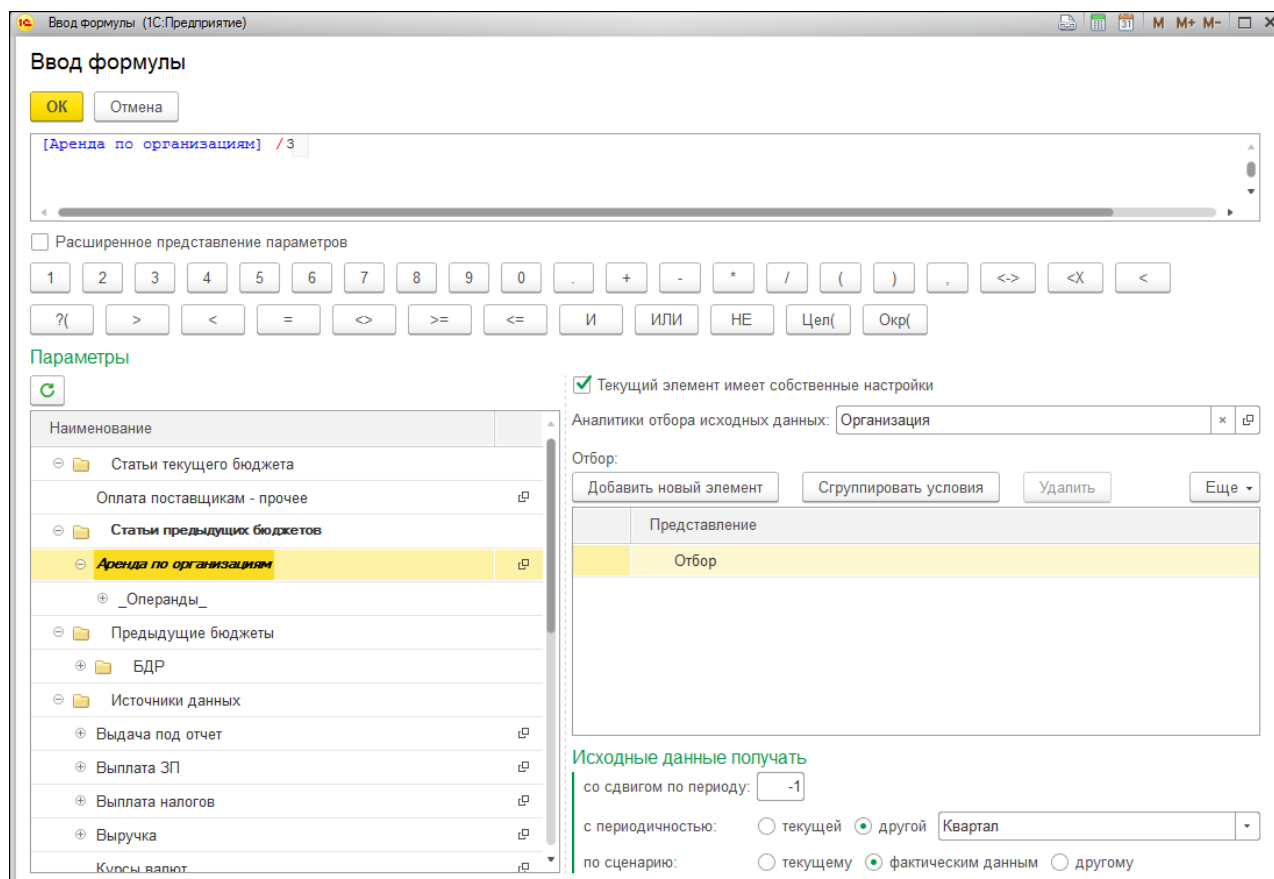 1С Ввод формулы (1С:Предприятие) 31 M M+ M-
Ввод формулы
ОК Отмена
[Аренда по организациям] /3
Расширенное представление параметров
1 2 3 4 5 6 7 8 9 0 . + - * / ( ) , <-> <X <
?( > < = <> >= <= И ИЛИ НЕ Цел( Окр(
Параметры
Наименование
Статьи текущего бюджета
Оплата поставщикам - прочее
Статьи предыдущих бюджетов
Аренда по организациям
_Операнды_
Предыдущие бюджеты
БДР
Источники данных
Выдача под отчет
Выплата ЗП
Выплата налогов
Выручка
Курсы валют
Текущий элемент имеет собственные настройки
Аналитики отбора исходных данных: Организация
Отбор:
Добавить новый элемент Сгруппировать условия Удалить Еще
Представление
Отбор
Исходные данные получать
со сдвигом по периоду: -1
с периодичностью: текущей другой Квартал
по сценарию: текущему фактическим данным другому